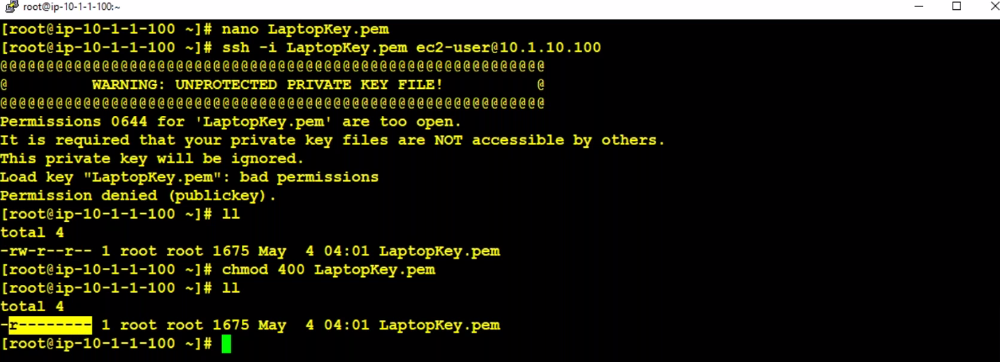 root@ip-10-1-1-100:~
[root@ip-10-1-1-100 ~]# nano LaptopKey.pem
[root@ip-10-1-1-100 ~]# ssh -i LaptopKey.pem ec2-user@10.1.10.100
@@@@@@@@@@@@@@@@@@@@@@@@@@@@@@@@@@@@@@@@@@@@@@@@@@@@@@@@@@@
@         WARNING: UNPROTECTED PRIVATE KEY FILE!          @
@@@@@@@@@@@@@@@@@@@@@@@@@@@@@@@@@@@@@@@@@@@@@@@@@@@@@@@@@@@
Permissions 0644 for 'LaptopKey.pem' are too open.
It is required that your private key files are NOT accessible by others.
This private key will be ignored.
Load key "LaptopKey.pem": bad permissions
Permission denied (publickey).
[root@ip-10-1-1-100 ~]# ll
total 4
-rw-r--r-- 1 root root 1675 May  4 04:01 LaptopKey.pem
[root@ip-10-1-1-100 ~]# chmod 400 LaptopKey.pem
[root@ip-10-1-1-100 ~]# ll
total 4
-r-------- 1 root root 1675 May  4 04:01 LaptopKey.pem
[root@ip-10-1-1-100 ~]#